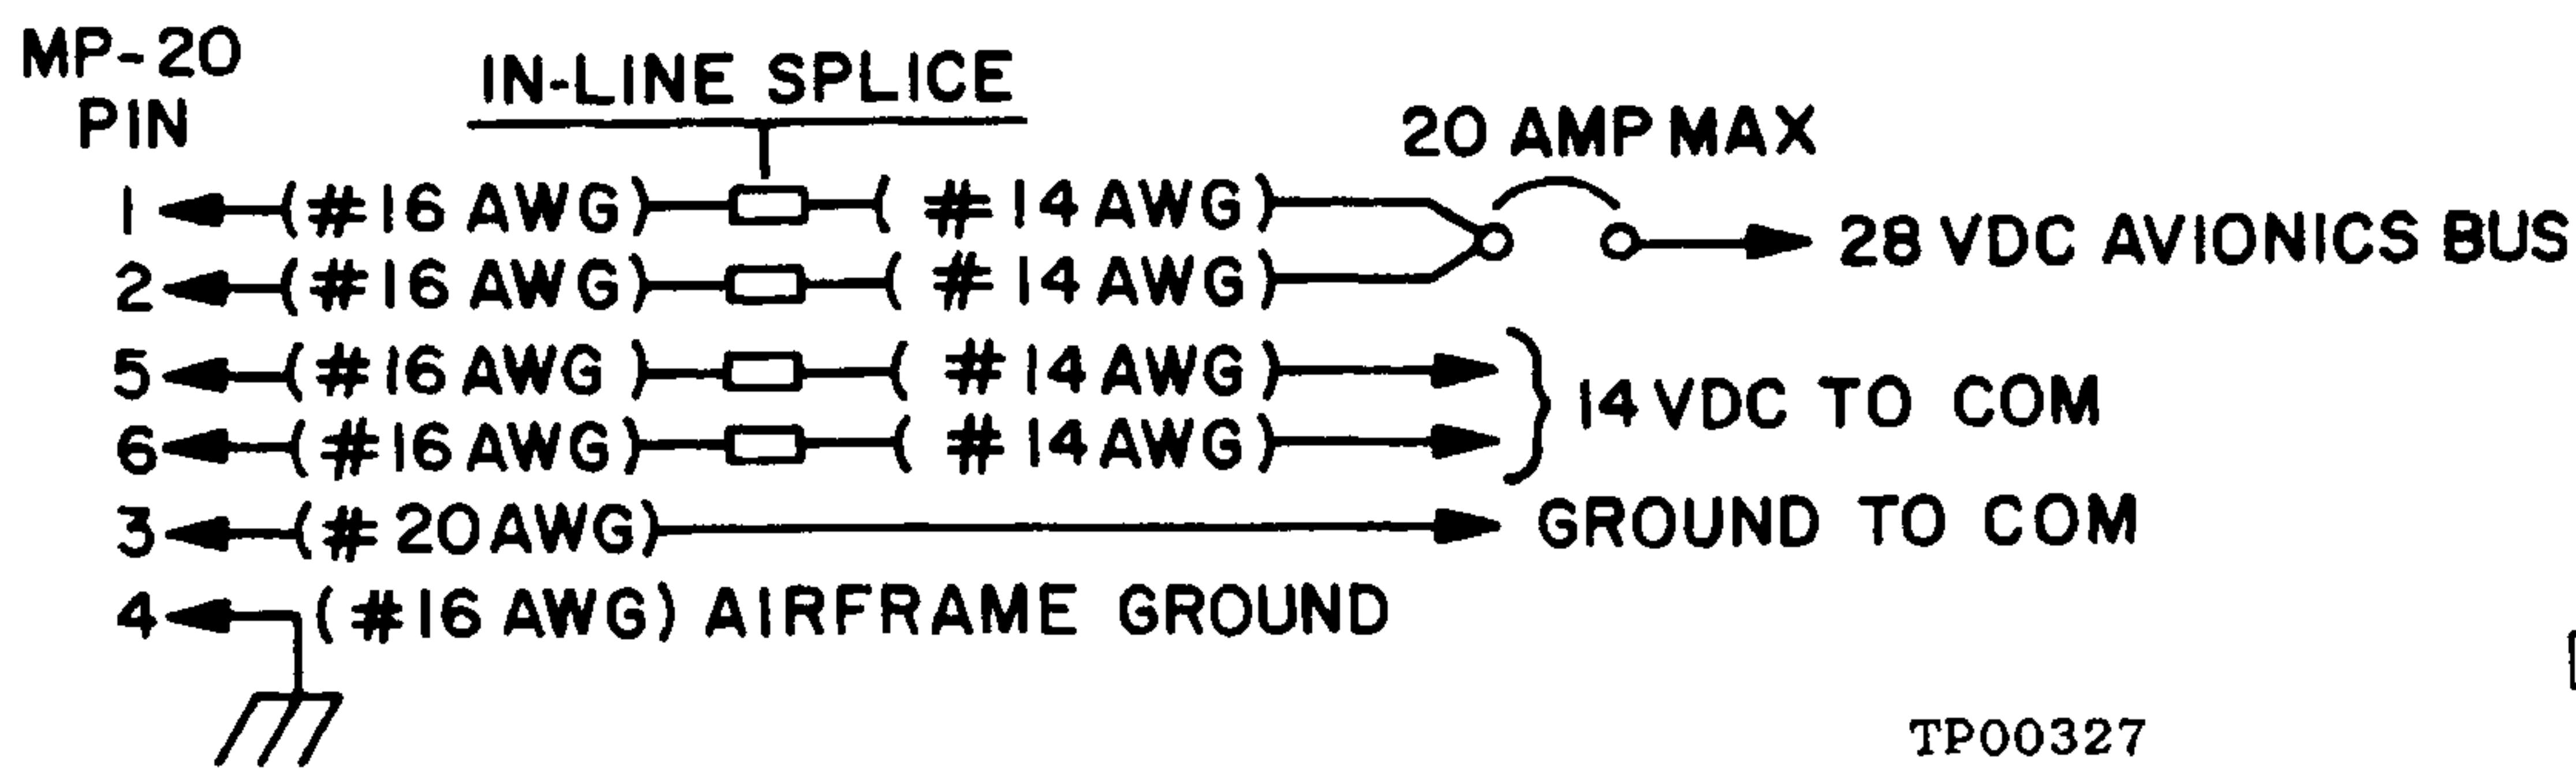 MP-20
PIN
IN-LINE SPLICE
20 AMP MAX
1 (#16 AWG) (#14 AWG) 28 VDC AVIONICS BUS
2 (#16 AWG) (#14 AWG)
5 (#16 AWG) (#14 AWG)
14 VDC TO COM
6 (#16 AWG) (#14 AWG)
3 (#20 AWG) GROUND TO COM
4 (#16 AWG) AIRFRAME GROUND
TP00327